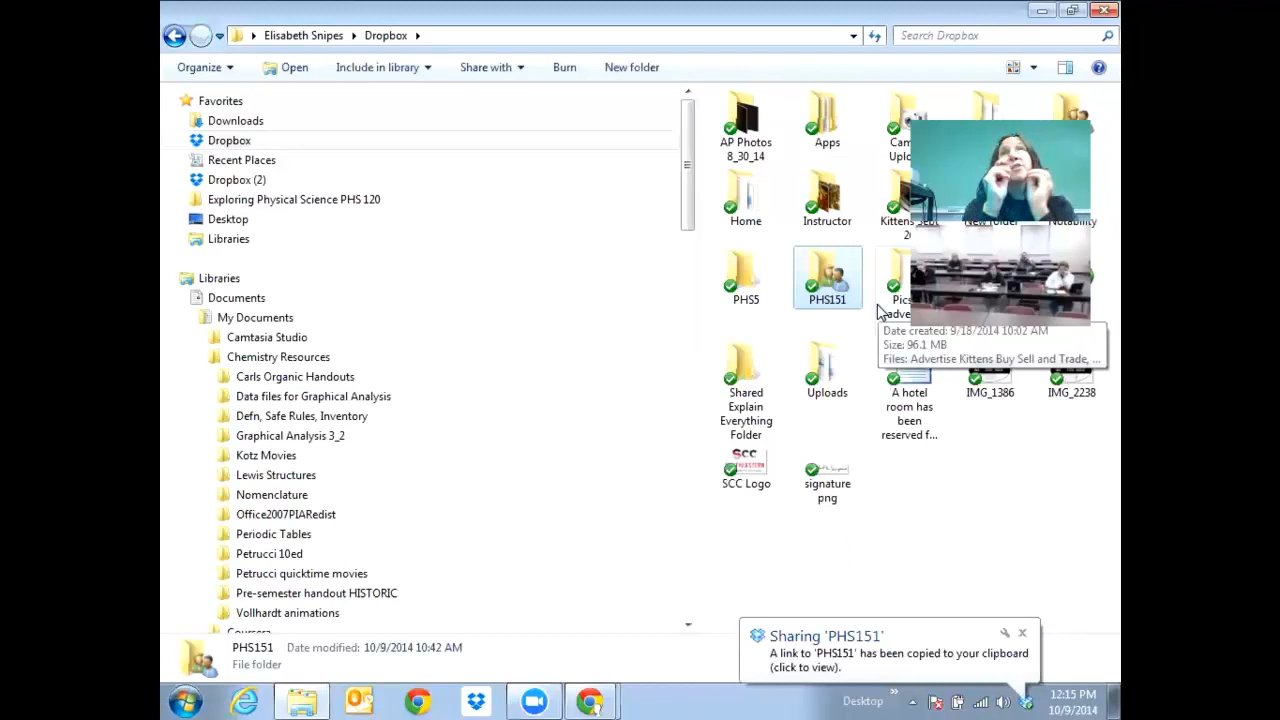 Elisabeth Snipes
Dropbox
Search Dropbox
Organize
Open
Include in library
Share with
Burn
New folder
Favorites
Downloads
Dropbox
Recent Places
Dropbox (2)
Exploring Physical Science PHS 120
Desktop
Libraries
Libraries
Documents
My Documents
Camtasia Studio
Chemistry Resources
Carls Organic Handouts
Data files for Graphical Analysis
Defn, Safe Rules, Inventory
Graphical Analysis 3_2
Kotz Movies
Lewis Structures
Nomenclature
Office2007PIARedist
Periodic Tables
Petrucci 10ed
Petrucci quicktime movies
Pre-semester handout HISTORIC
Vollhardt animations
Coursera
AP Photos
8_30_14
Apps
Home
Instructor
New folder
Notability
PHS5
PHS151
Date created: 9/18/2014 10:02 AM
Size: 96.1 MB
Files: Advertise Kittens Buy Sell and Trade, ...
Shared
Explain
Everything
Folder
Uploads
A hotel
room has
been
reserved f...
IMG_1386
IMG_2238
SCC
SCC Logo
signature
png
PHS151
Date modified: 10/9/2014 10:42 AM
File folder
Sharing 'PHS151'
A link to 'PHS151' has been copied to your clipboard
(click to view).
Desktop
12:15 PM
10/9/2014